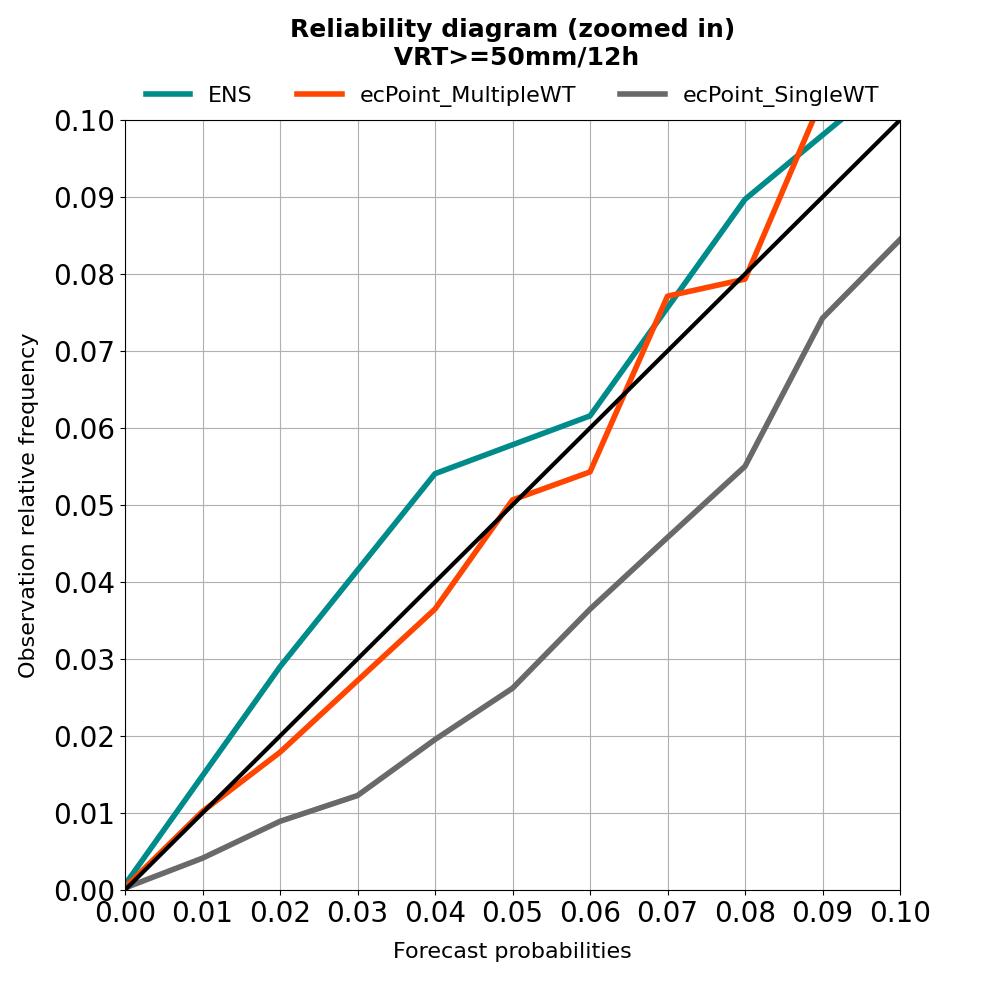 Reliability diagram (zoomed in)
VRT>=50mm/12h
ENS ecPoint_MultipleWT ecPoint_SingleWT
0.10
0.09
0.08
0.07
0.06
0.05
0.04
0.03
0.02
0.01
0.00
Observation relative frequency
0.00 0.01 0.02 0.03 0.04 0.05 0.06 0.07 0.08 0.09 0.10
Forecast probabilities